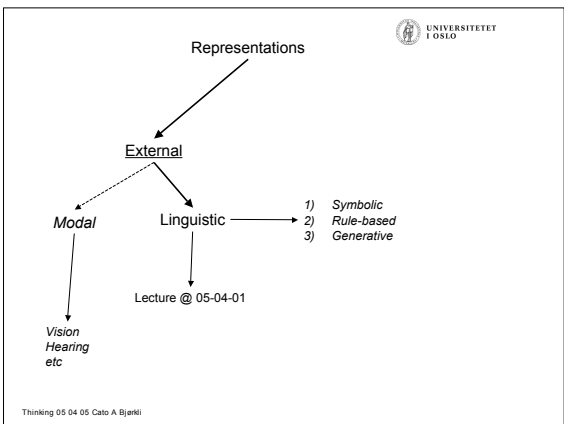 UNIVERSITETET
I OSLO
Representations
External
Modal
Linguistic
1) Symbolic
2) Rule-based
3) Generative
Lecture @ 05-04-01
Vision
Hearing
etc
Thinking 05 04 05 Cato A Bjørkli